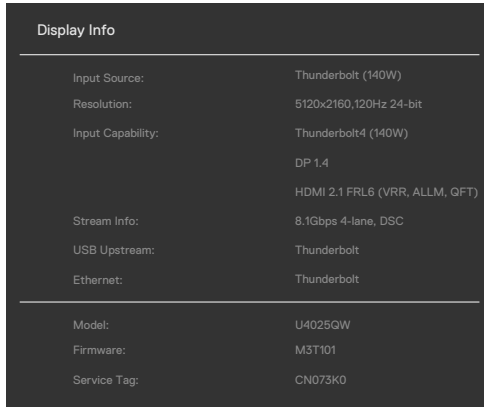 Display Info
Input Source: Thunderbolt (140W)
Resolution: 5120x2160,120Hz 24-bit
Input Capability: Thunderbolt4 (140W)
DP 1.4
HDMI 2.1 FRL6 (VRR, ALLM, QFT)
Stream Info: 8.1Gbps 4-lane, DSC
USB Upstream: Thunderbolt
Ethernet: Thunderbolt
Model: U4025QW
Firmware: M3T101
Service Tag: CN073K0